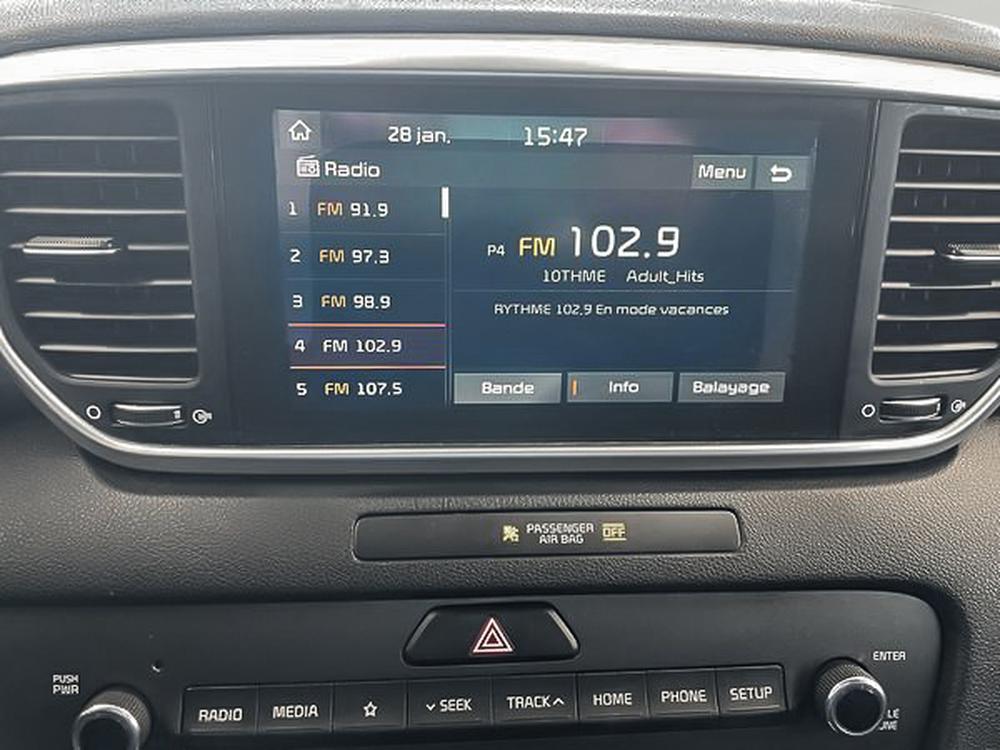 28 jan. 15:47
Radio Menu
1 FM 91.9
2 FM 97.3
3 FM 98.9
4 FM 102.9
5 FM 107.5
P4 FM 102.9
10THME Adult_Hits
RYTHME 102.9 En mode vacances
Bande Info Balayage
PASSENGER
AIR BAG OFF
PUSH
PWR
RADIO MEDIA SEEK TRACK HOME PHONE SETUP
ENTER